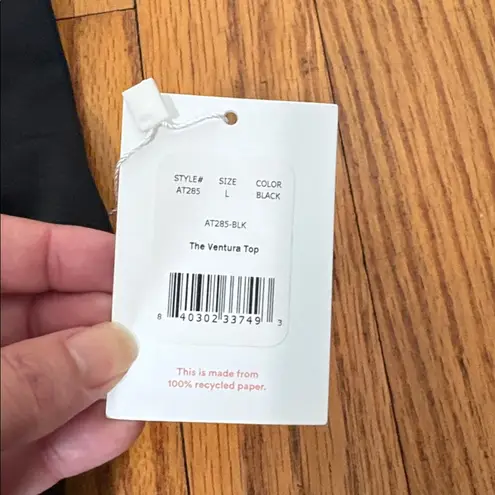 STYLE# SIZE COLOR
AT285 L BLACK
AT285-BLK
The Ventura Top
8 40302 33749 3
This is made from
100% recycled paper.